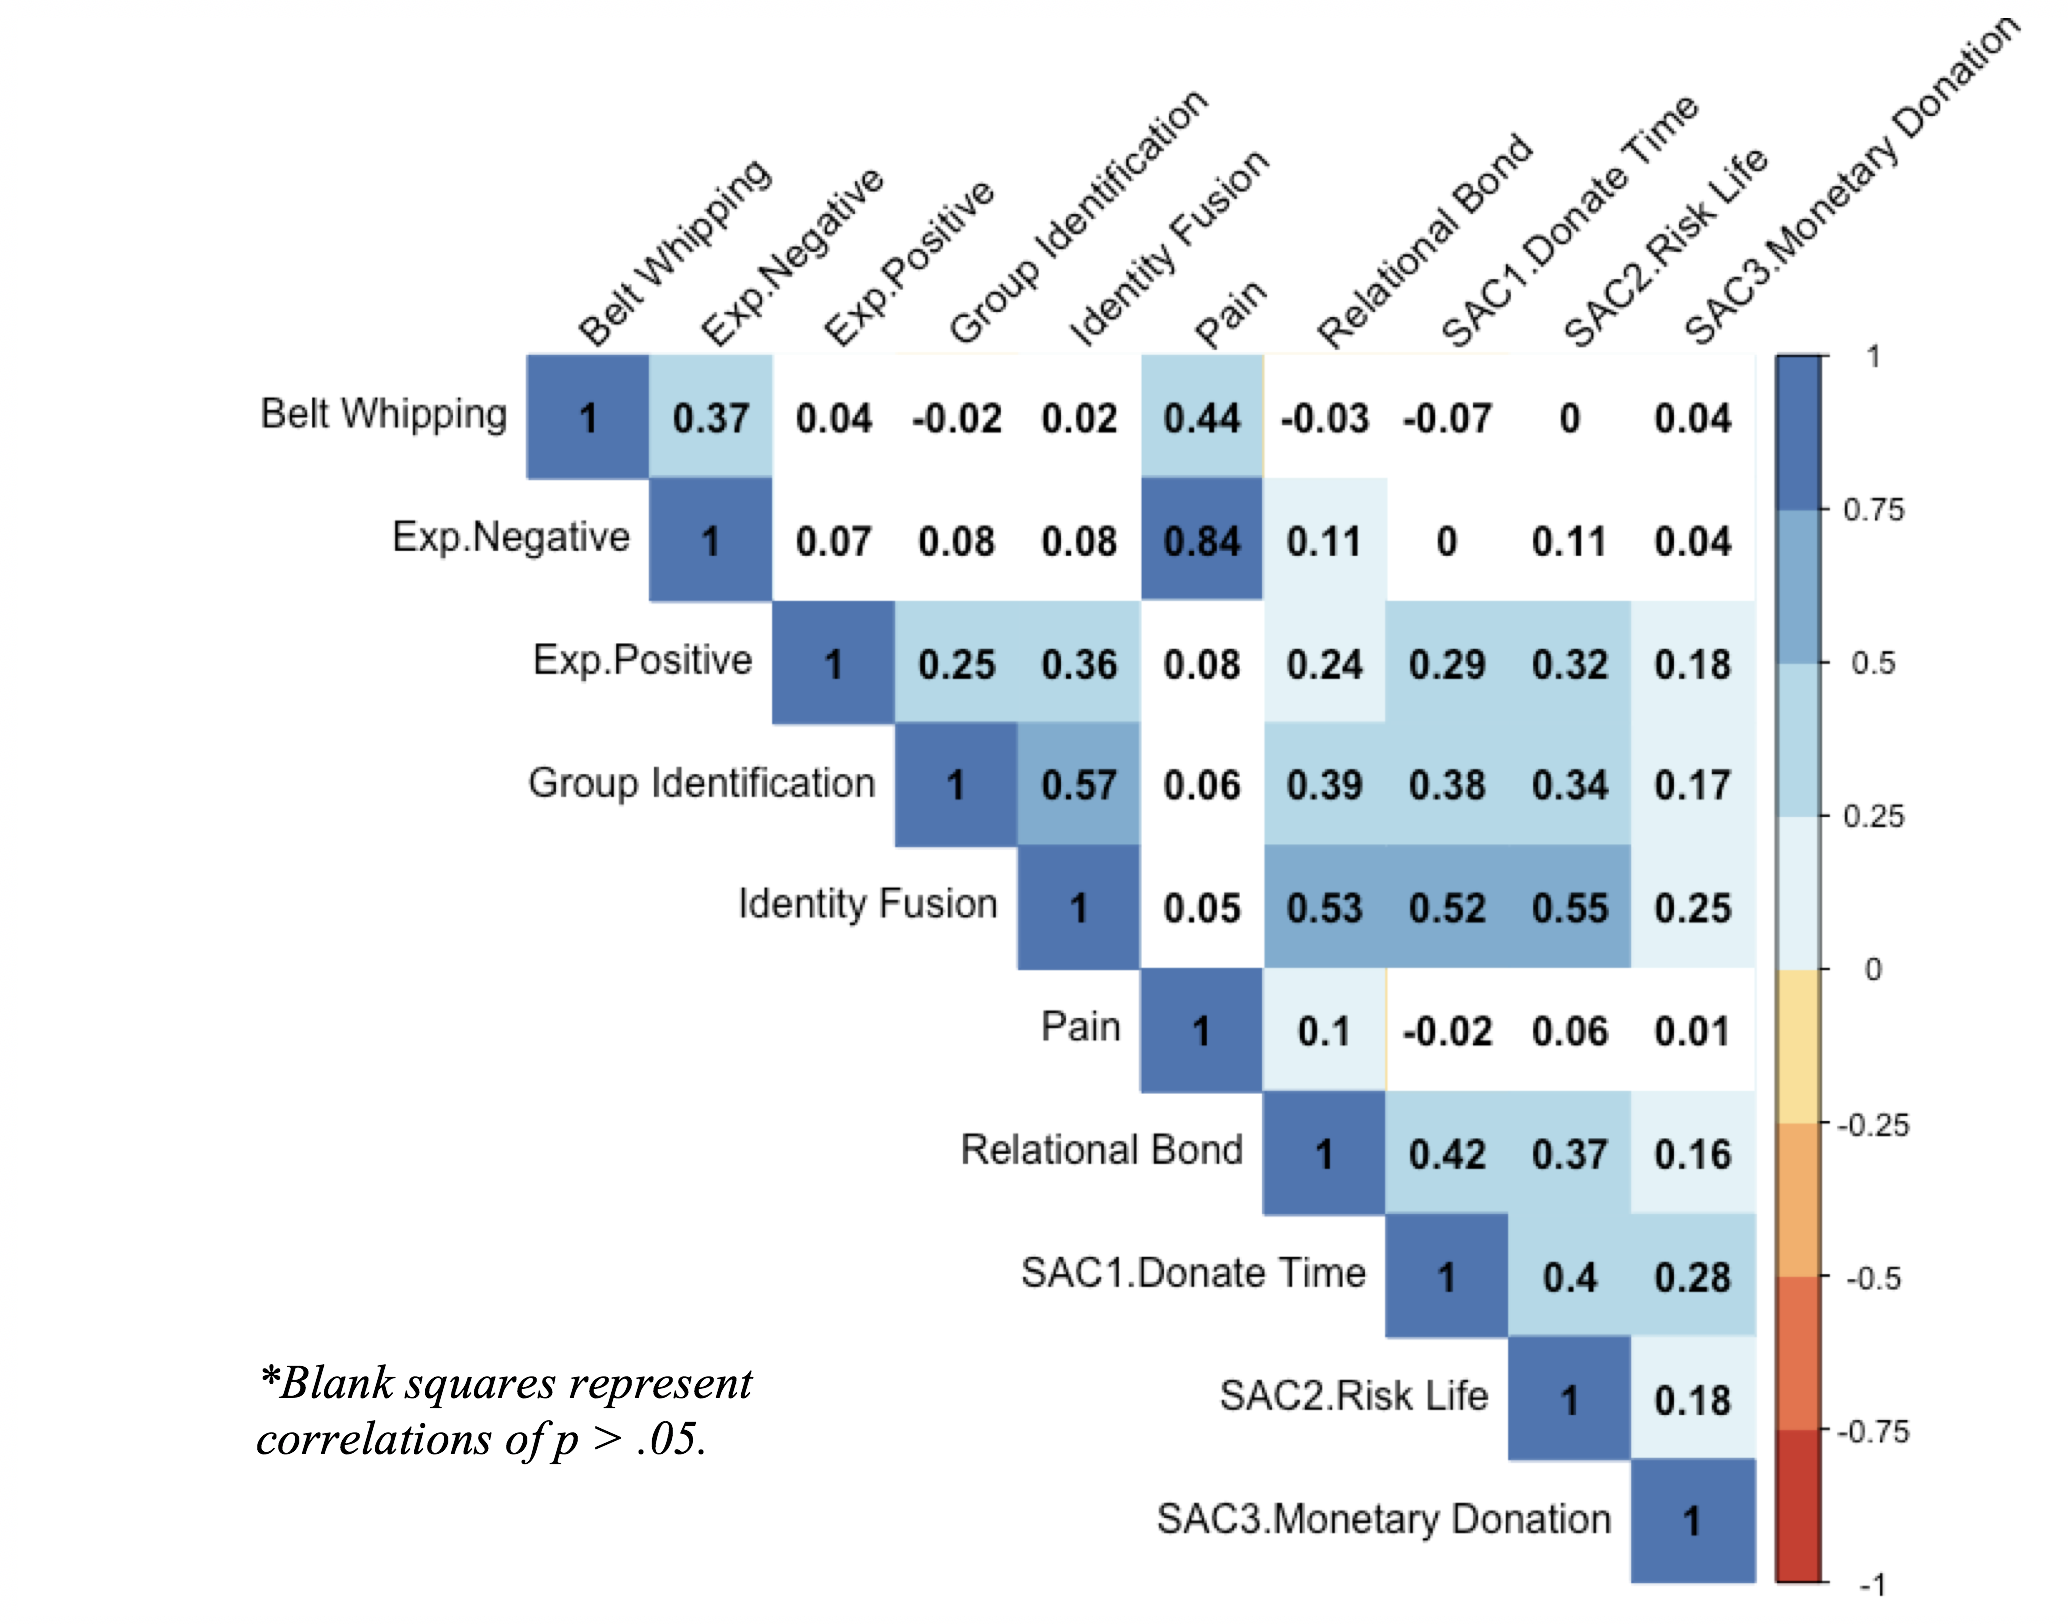 Belt Whipping
Exp.Negative
Exp.Positive
Group Identification
Identity Fusion
Pain
Relational Bond
SAC1.Donate Time
SAC2.Risk Life
SAC3.Monetary Donation
Belt Whipping 1 0.37 0.04 -0.02 0.02 0.44 -0.03 -0.07 0 0.04
Exp.Negative 1 0.07 0.08 0.08 0.84 0.11 0 0.11 0.04
Exp.Positive 1 0.25 0.36 0.08 0.24 0.29 0.32 0.18
Group Identification 1 0.57 0.06 0.39 0.38 0.34 0.17
Identity Fusion 1 0.05 0.53 0.52 0.55 0.25
Pain 1 0.1 -0.02 0.06 0.01
Relational Bond 1 0.42 0.37 0.16
SAC1.Donate Time 1 0.4 0.28
SAC2.Risk Life 1 0.18
SAC3.Monetary Donation 1
1
0.75
0.5
0.25
0
-0.25
-0.5
-0.75
-1
*Blank squares represent
correlations of p > .05.